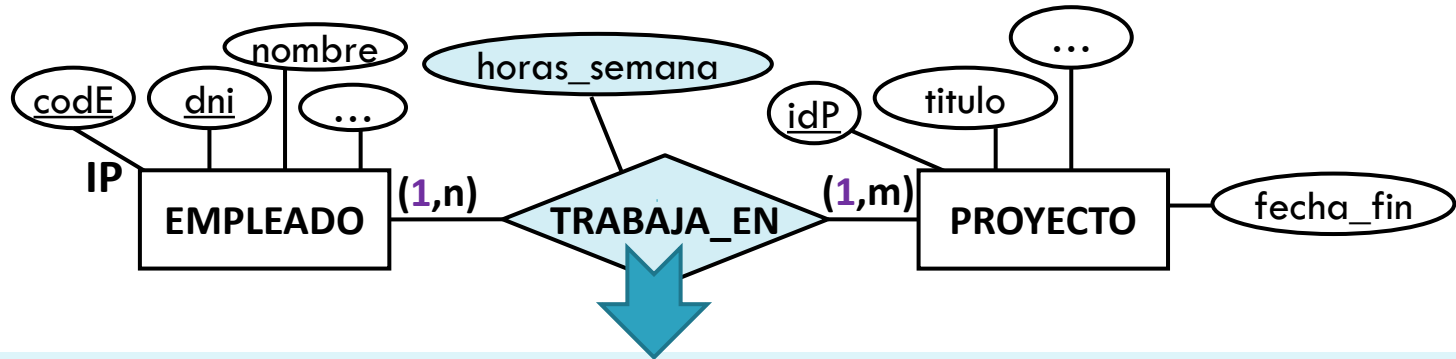 nombre
horas_semana
...
codE
dni
...
idP
titulo
IP
(1,n)
(1,m)
EMPLEADO
TRABAJA_EN
PROYECTO
fecha_fin